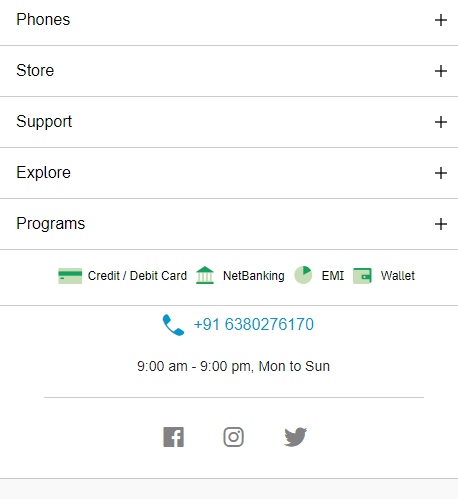 Phones
Store
Support
Explore
Programs
Credit / Debit Card NetBanking EMI Wallet
+91 6380276170
9:00 am - 9:00 pm, Mon to Sun